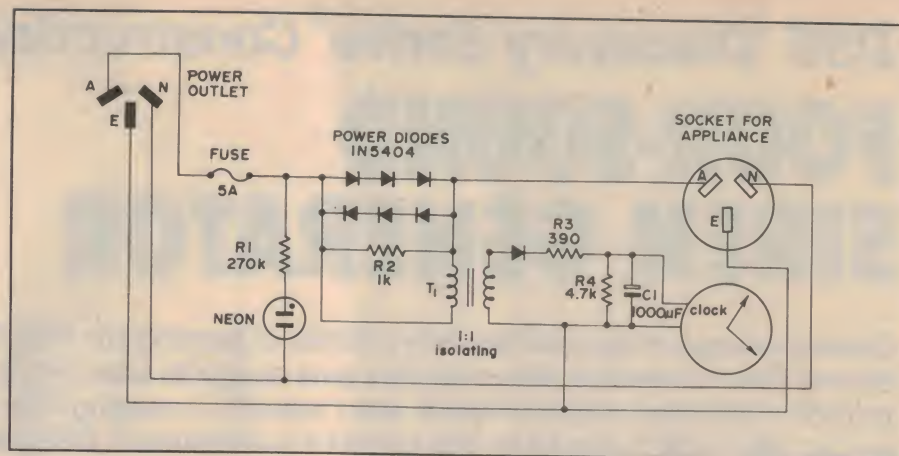 A
N
E
POWER
OUTLET
FUSE
5A
POWER DIODES
IN5404
SOCKET FOR
APPLIANCE
A
N
E
R1
270k
NEON
R2
1k
T1
1:1
isolating
R3
390
R4
4.7k
C1
1000µF
clock